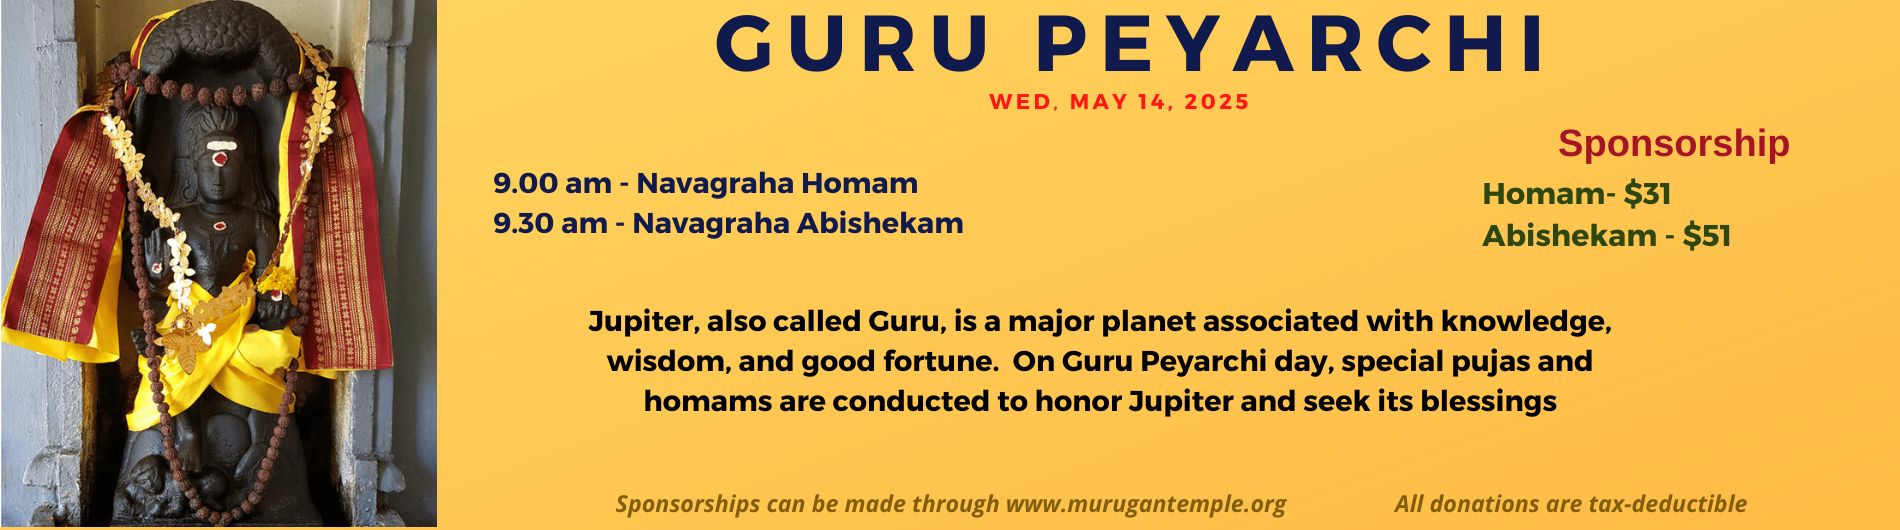 GURU PEYARCHI
WED, MAY 14, 2025
Sponsorship
9.00 am - Navagraha Homam
9.30 am - Navagraha Abishekam
Homam- $31
Abishekam - $51
Jupiter, also called Guru, is a major planet associated with knowledge,
wisdom, and good fortune. On Guru Peyarchi day, special pujas and
homams are conducted to honor Jupiter and seek its blessings
Sponsorships can be made through www.murugantemple.org
All donations are tax-deductible